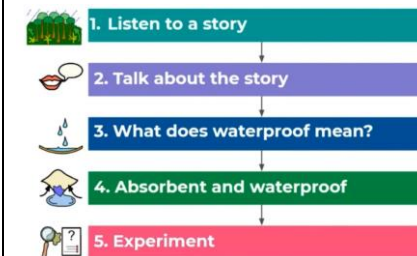 1. Listen to a story
2. Talk about the story
3. What does waterproof mean?
4. Absorbent and waterproof
?
5. Experiment